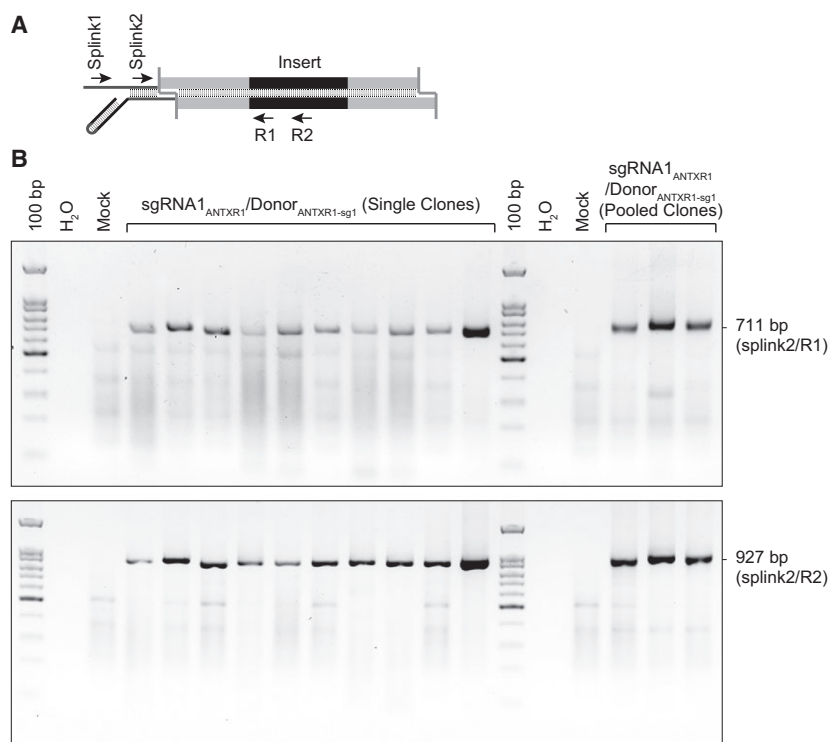 A
Splink1
Splink2
Insert
R1
R2
B
100 bp
H₂O
Mock
sgRNA1ANTXR1/DonorANTXR1-sg1 (Single Clones)
100 bp
H₂O
Mock
sgRNA1ANTXR1
/DonorANTXR1-sg1
(Pooled Clones)
711 bp
(splink2/R1)
927 bp
(splink2/R2)